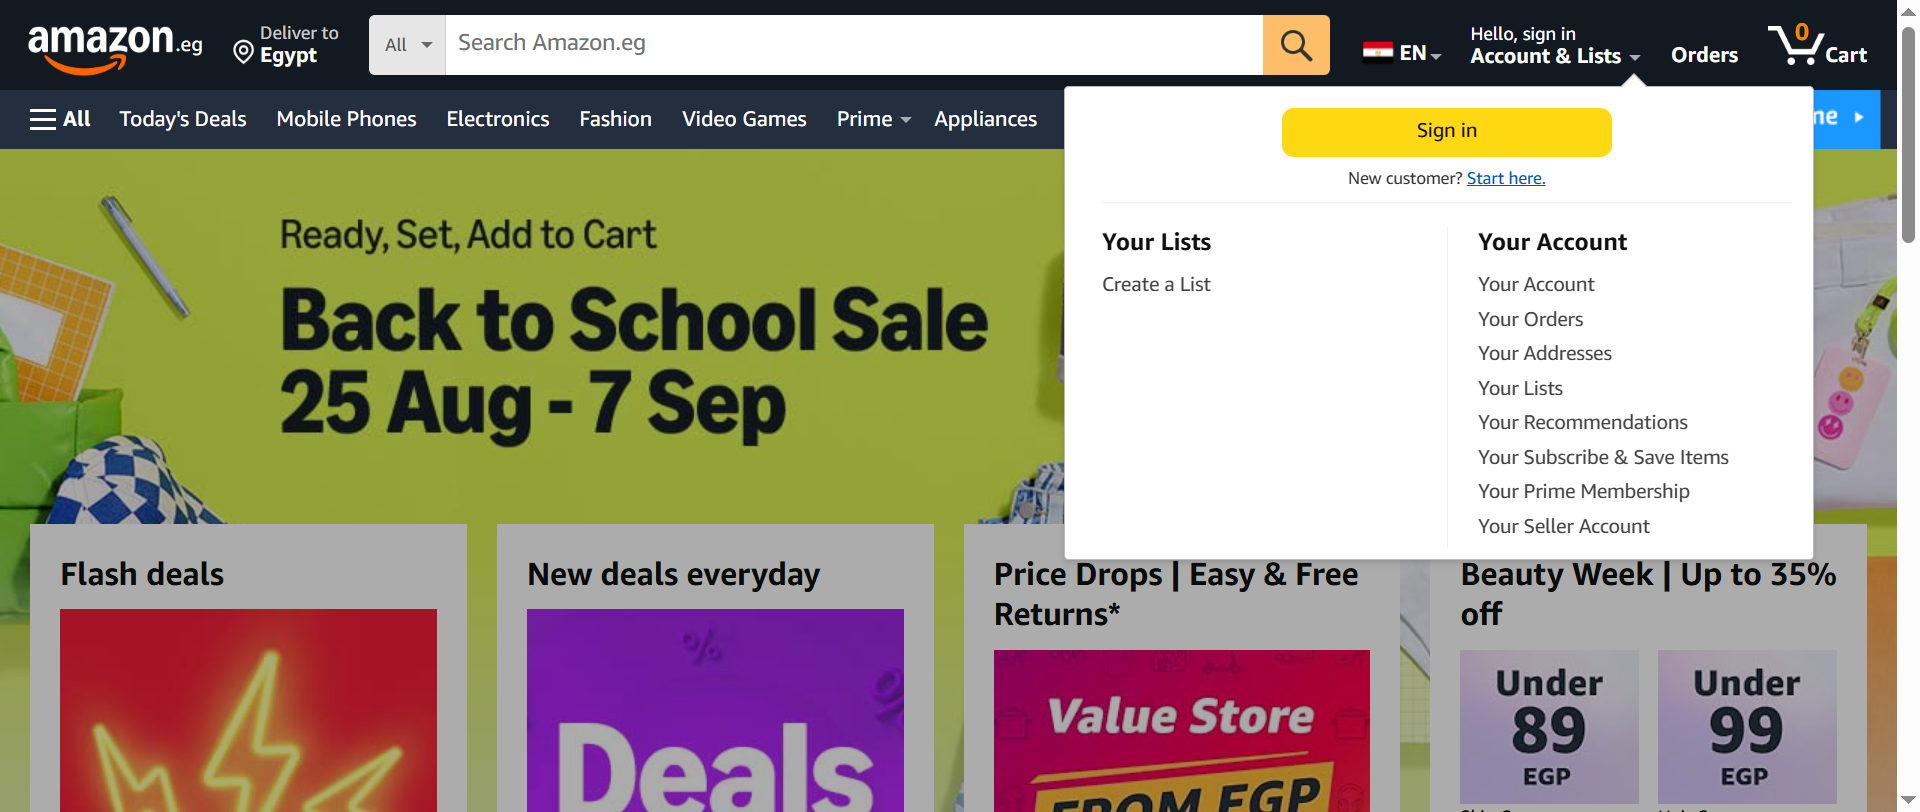 amazon.eg
Deliver to
Egypt
All
Search Amazon.eg
EN
Hello, sign in
Account & Lists
Orders
0
Cart
All
Today's Deals
Mobile Phones
Electronics
Fashion
Video Games
Prime
Appliances
Sign in
New customer? Start here.
Your Lists
Create a List
Your Account
Your Account
Your Orders
Your Addresses
Your Lists
Your Recommendations
Your Subscribe & Save Items
Your Prime Membership
Your Seller Account
Ready, Set, Add to Cart
Back to School Sale
25 Aug - 7 Sep
Flash deals
New deals everyday
%
%
Deals
Price Drops | Easy & Free
Returns*
Value Store
FROM EGP
Beauty Week | Up to 35%
off
Under
89
EGP
Under
99
EGP